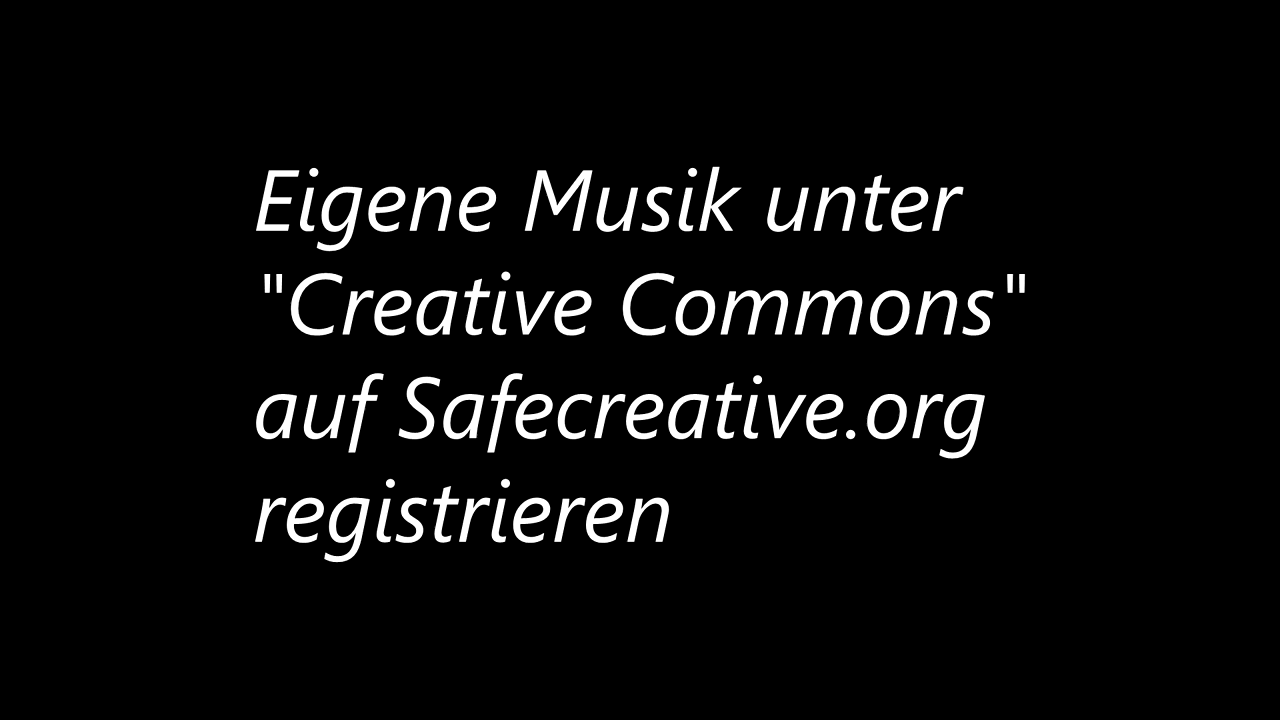 Eigene Musik unter
"Creative Commons"
auf Safecreative.org
registrieren